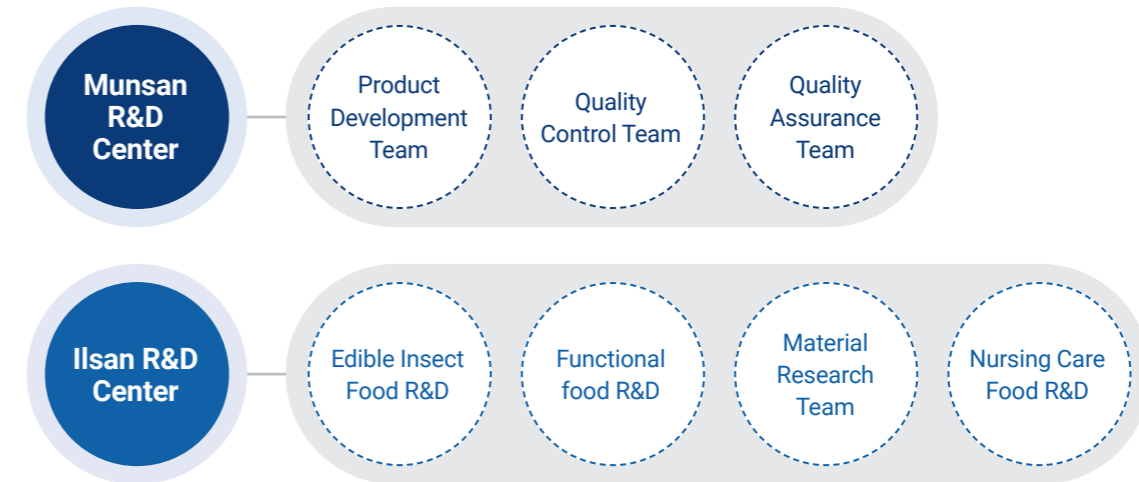 Munsan
R&D
Center
Product
Development
Team
Quality
Control Team
Quality
Assurance
Team
Ilsan R&D
Center
Edible Insect
Food R&D
Functional
food R&D
Material
Research
Team
Nursing Care
Food R&D